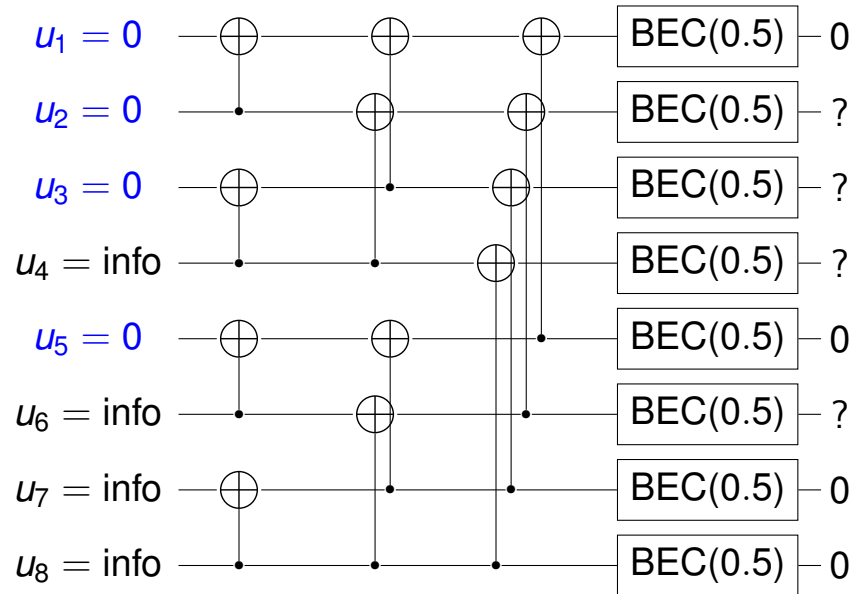 u₁ = 0 BEC(0.5) 0
u₂ = 0 BEC(0.5) ?
u₃ = 0 BEC(0.5) ?
u₄ = info BEC(0.5) ?
u₅ = 0 BEC(0.5) 0
u₆ = info BEC(0.5) ?
u₇ = info BEC(0.5) 0
u₈ = info BEC(0.5) 0